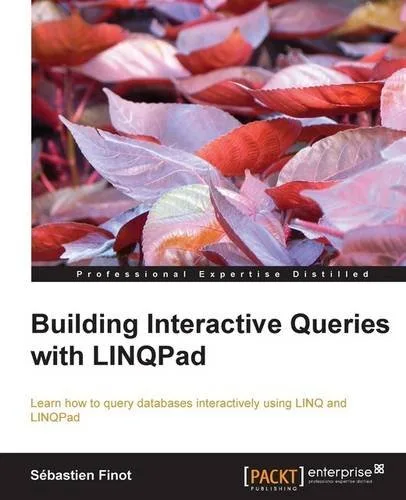 Professional Expertise Distilled
Building Interactive Queries
with LINQPad
Learn how to query databases interactively using LINQ and
LINQPad
Sébastien Finot
[PACKT] enterprise
PUBLISHING
professional expertise distilled